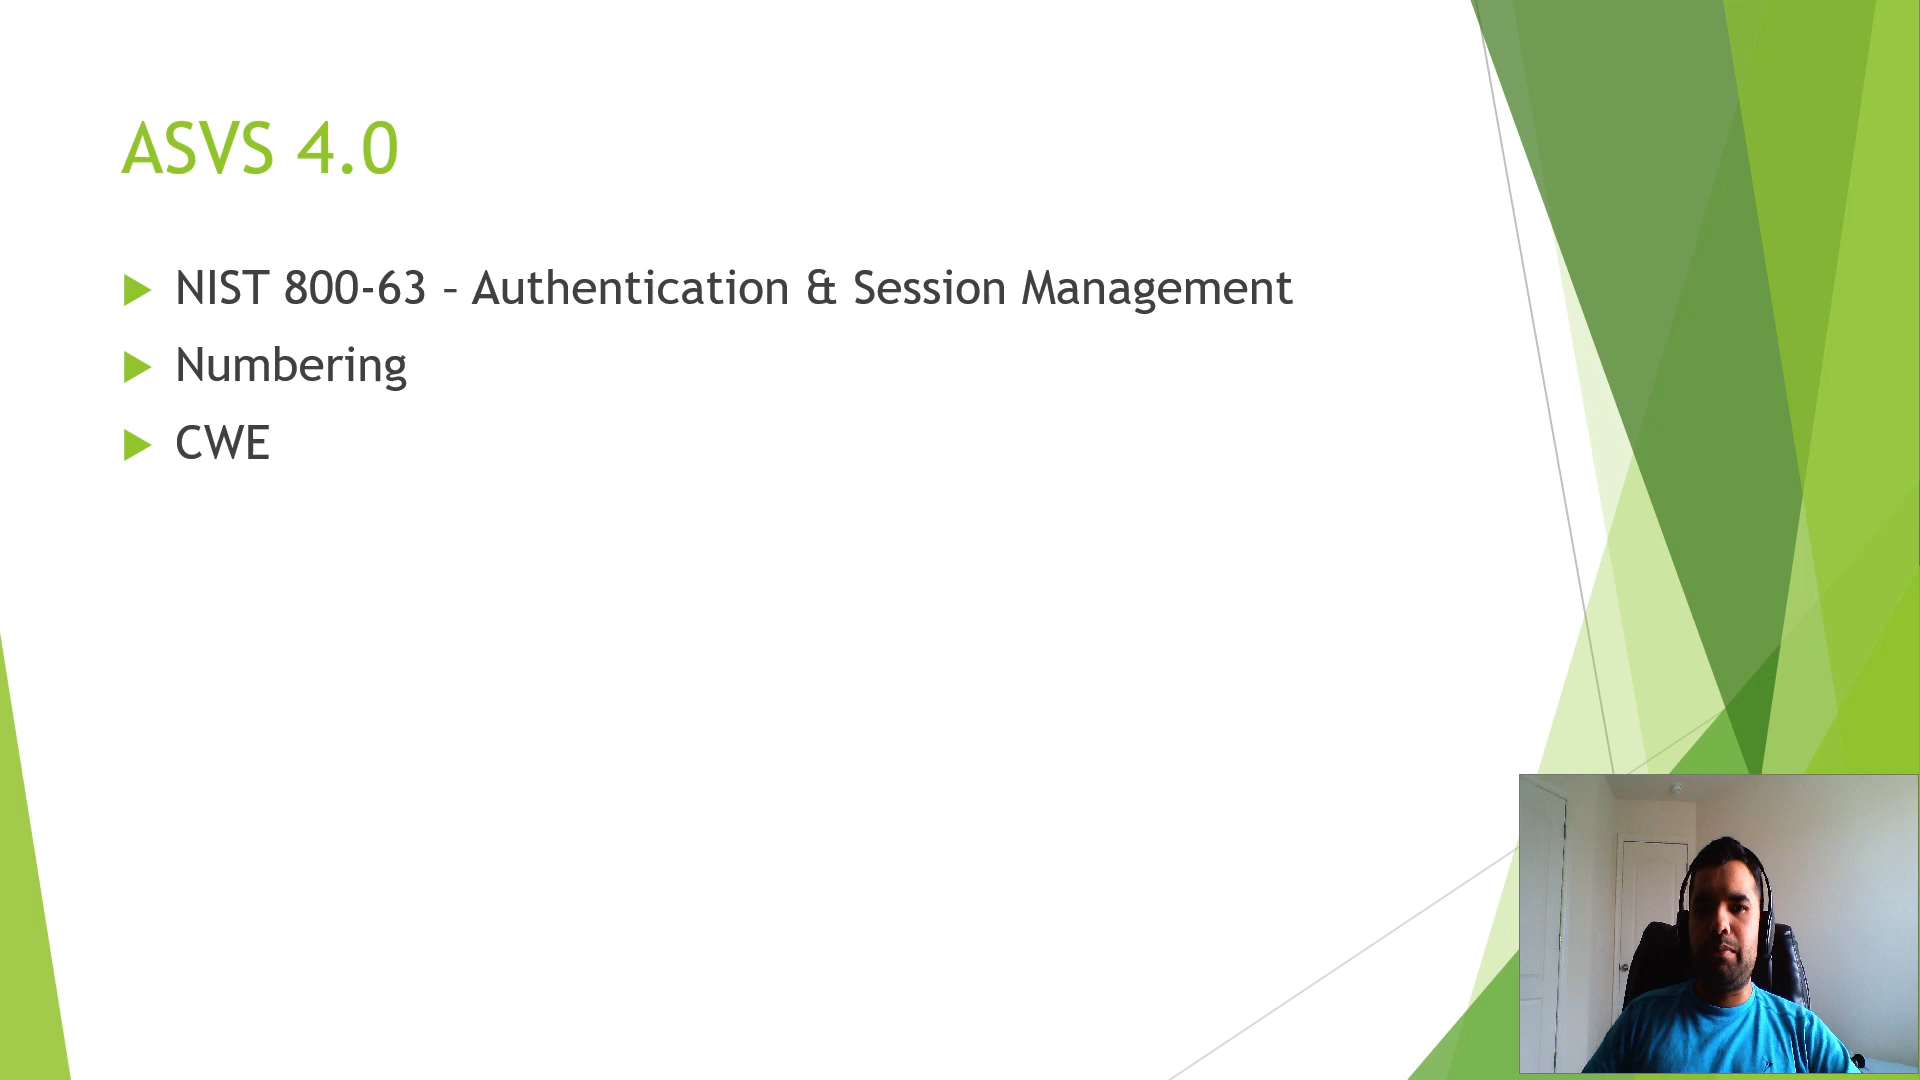 ASVS 4.0
NIST 800-63 – Authentication & Session Management
Numbering
CWE